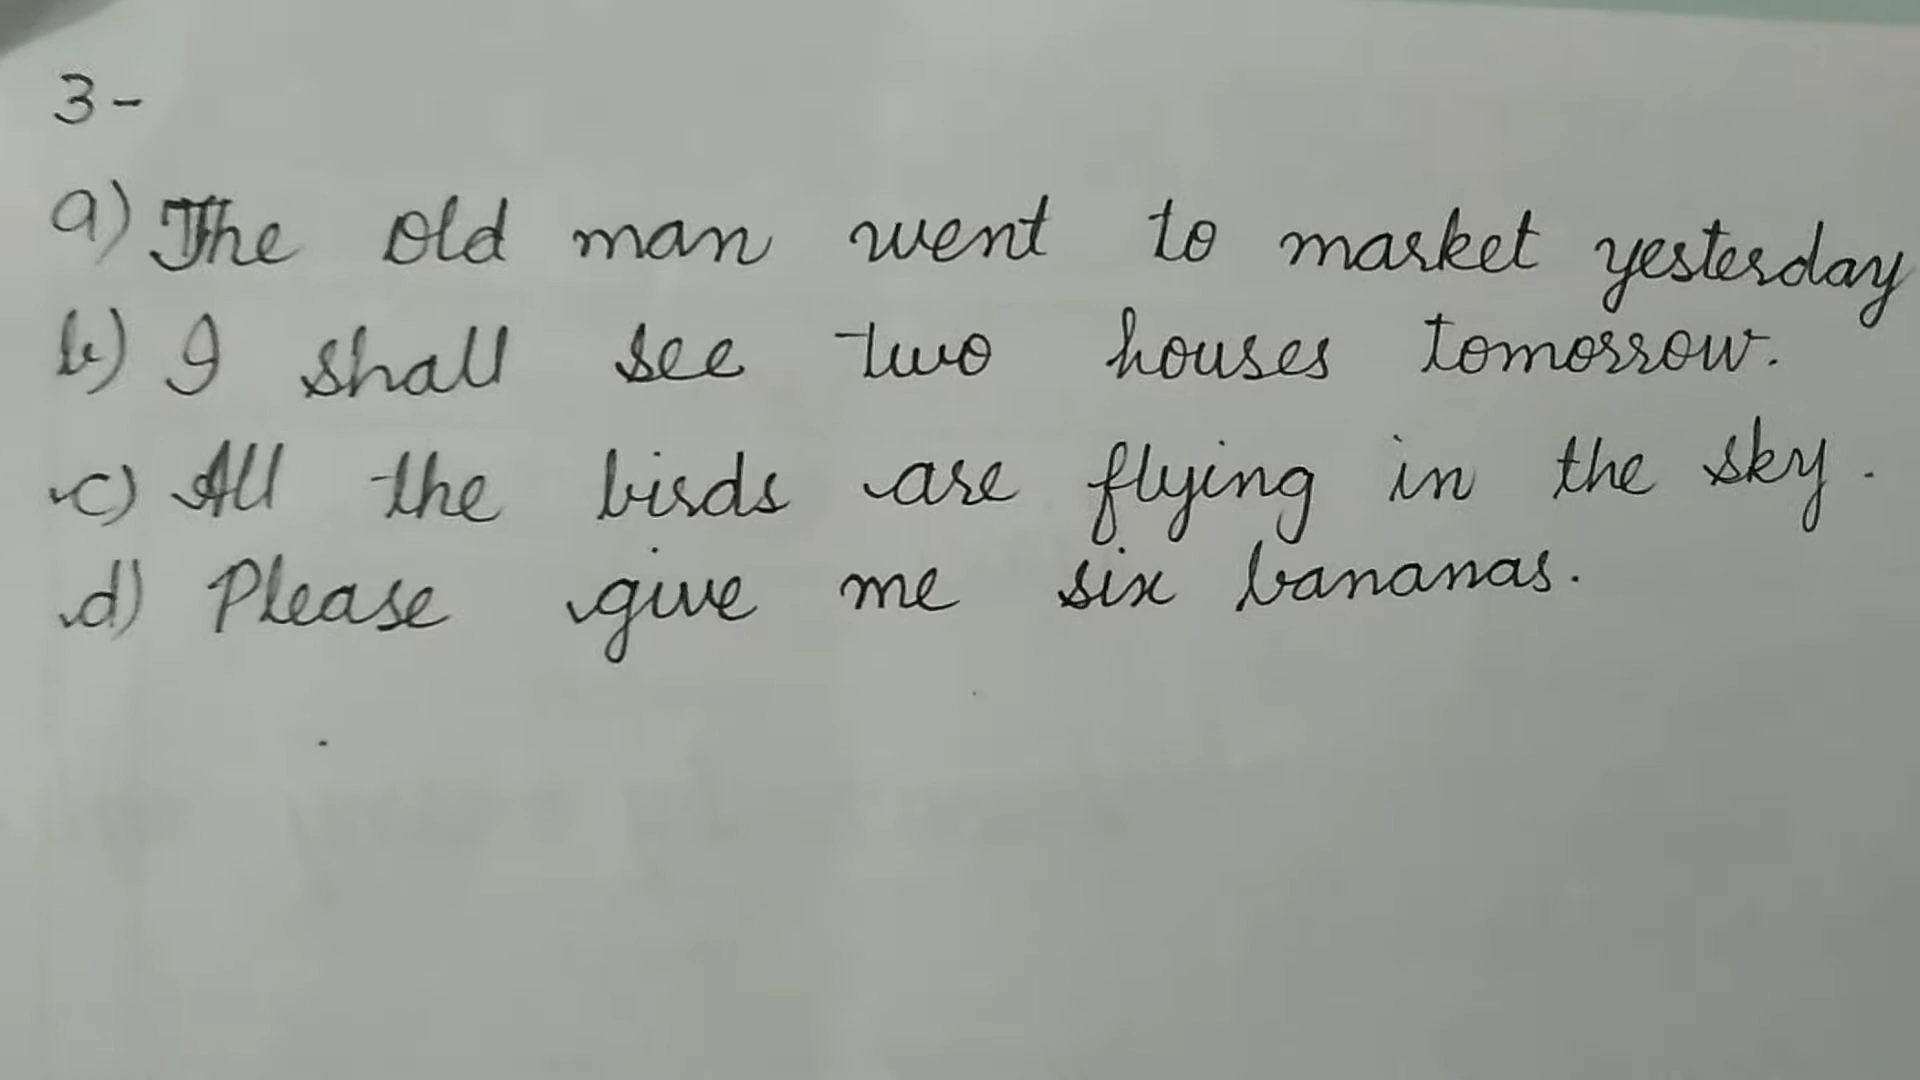 3-
a) The old man went to market yesterday
b) I shall see two houses tomorrow.
c) All the birds are flying in the sky.
d) Please give me six bananas.